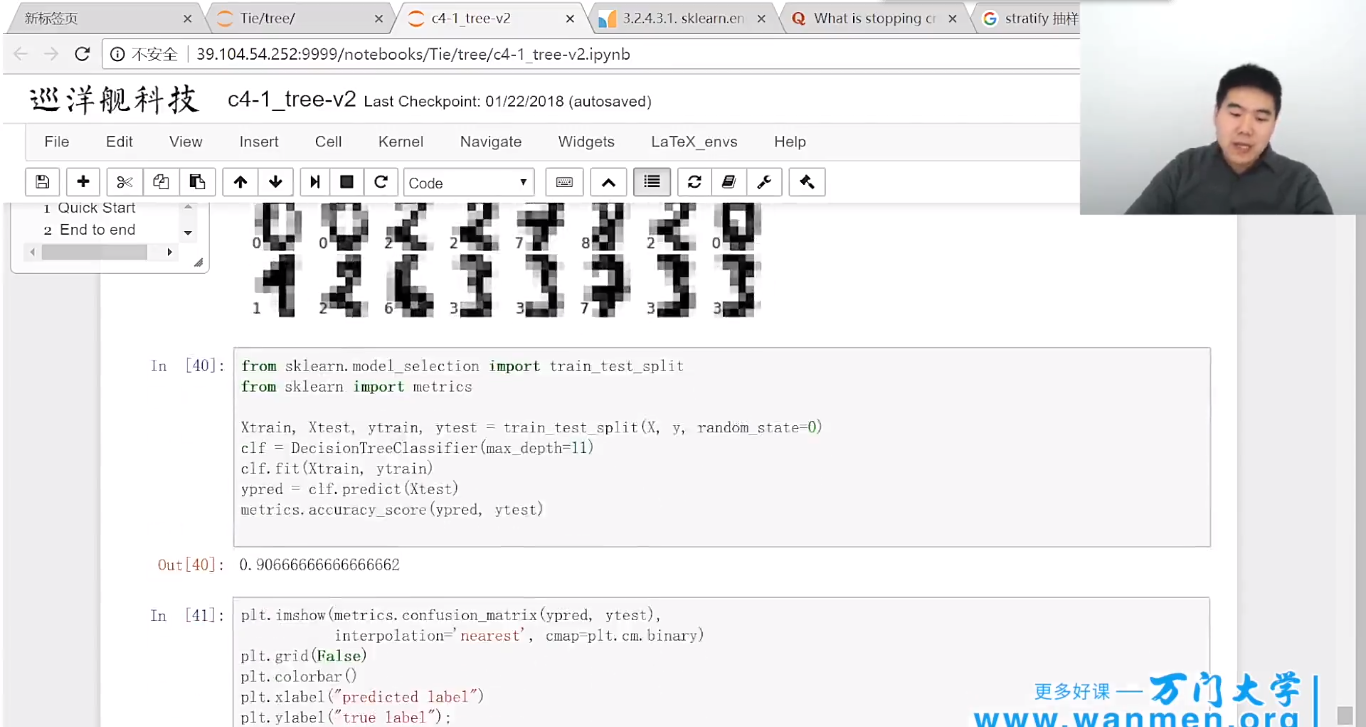 新标签页
Tie/tree/
c4-1_tree-v2
3.2.4.3.1. sklearn.en
What is stopping cr
stratify 抽样
不安全 39.104.54.252:9999/notebooks/Tie/tree/c4-1_tree-v2.ipynb
巡洋舰科技 c4-1_tree-v2 Last Checkpoint: 01/22/2018 (autosaved)
File Edit View Insert Cell Kernel Navigate Widgets LaTeX_envs Help
Code
1 Quick Start
2 End to end
0 0 2 2 7 8 2 0
1 2 6 3 3 7 3 3
In [40]:
from sklearn.model_selection import train_test_split
from sklearn import metrics
Xtrain, Xtest, ytrain, ytest = train_test_split(X, y, random_state=0)
clf = DecisionTreeClassifier(max_depth=11)
clf.fit(Xtrain, ytrain)
ypred = clf.predict(Xtest)
metrics.accuracy_score(ypred, ytest)
Out[40]: 0.90666666666666662
In [41]:
plt.imshow(metrics.confusion_matrix(ypred, ytest),
interpolation='nearest', cmap=plt.cm.binary)
plt.grid(False)
plt.colorbar()
plt.xlabel("predicted label")
plt.ylabel("true label");
更多好课 — 万门大学
www.wanmen.org